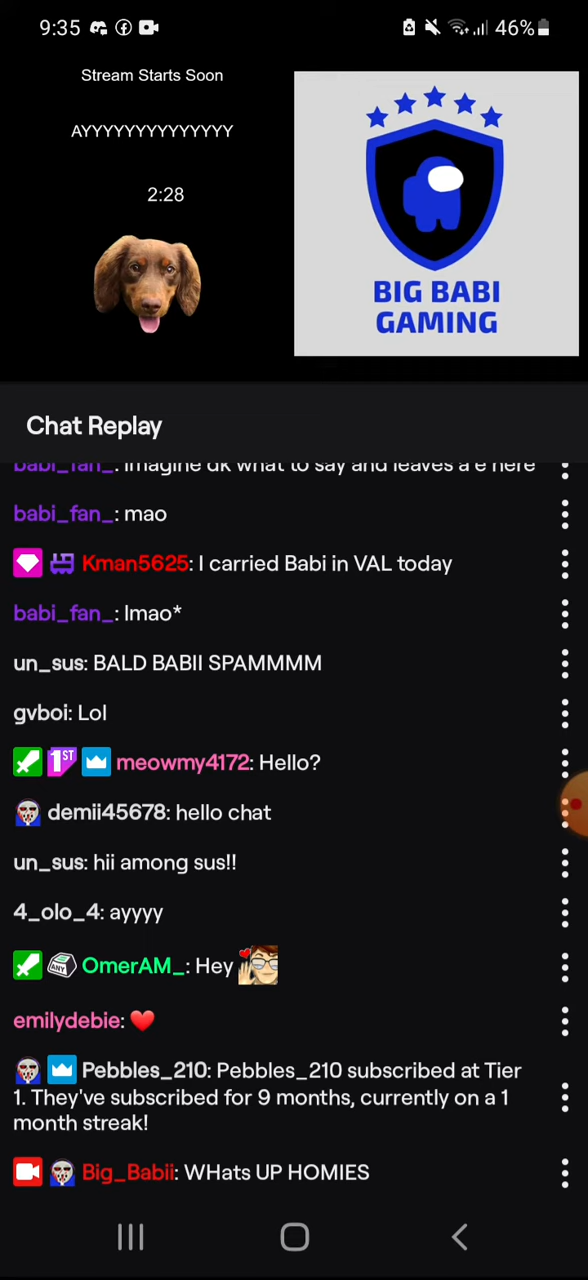 9:35
46%
Stream Starts Soon
AYYYYYYYYYYYYYY
2:28
BIG BABI
GAMING
Chat Replay
babi_fan_: imagine dk what to say and leaves a e here
babi_fan_: mao
Kman5625: I carried Babi in VAL today
babi_fan_: lmao*
un_sus: BALD BABII SPAMMMM
gvboi: Lol
1ST meowmy4172: Hello?
demii45678: hello chat
un_sus: hii among sus!!
4_olo_4: ayyyy
ANY OmerAM_: Hey
emilydebie: ❤️
Pebbles_210: Pebbles_210 subscribed at Tier
1. They've subscribed for 9 months, currently on a 1
month streak!
Big_Babii: WHats UP HOMIES